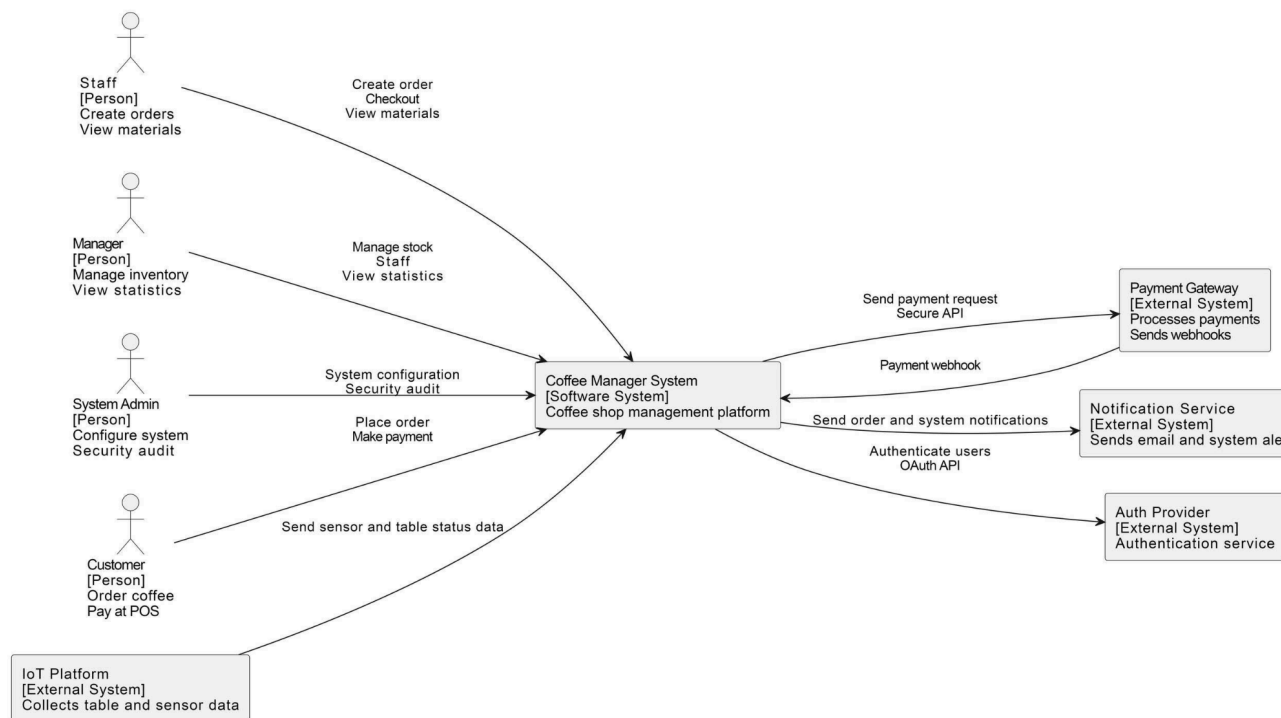 Staff
[Person]
Create orders
View materials
Create order
Checkout
View materials
Manager
[Person]
Manage inventory
View statistics
Manage stock
Staff
View statistics
System Admin
[Person]
Configure system
Security audit
System configuration
Security audit
Customer
[Person]
Order coffee
Pay at POS
Place order
Make payment
IoT Platform
[External System]
Collects table and sensor data
Send sensor and table status data
Coffee Manager System
[Software System]
Coffee shop management platform
Send payment request
Secure API
Payment webhook
Send order and system notifications
Authenticate users
OAuth API
Payment Gateway
[External System]
Processes payments
Sends webhooks
Notification Service
[External System]
Sends email and system ale
Auth Provider
[External System]
Authentication service